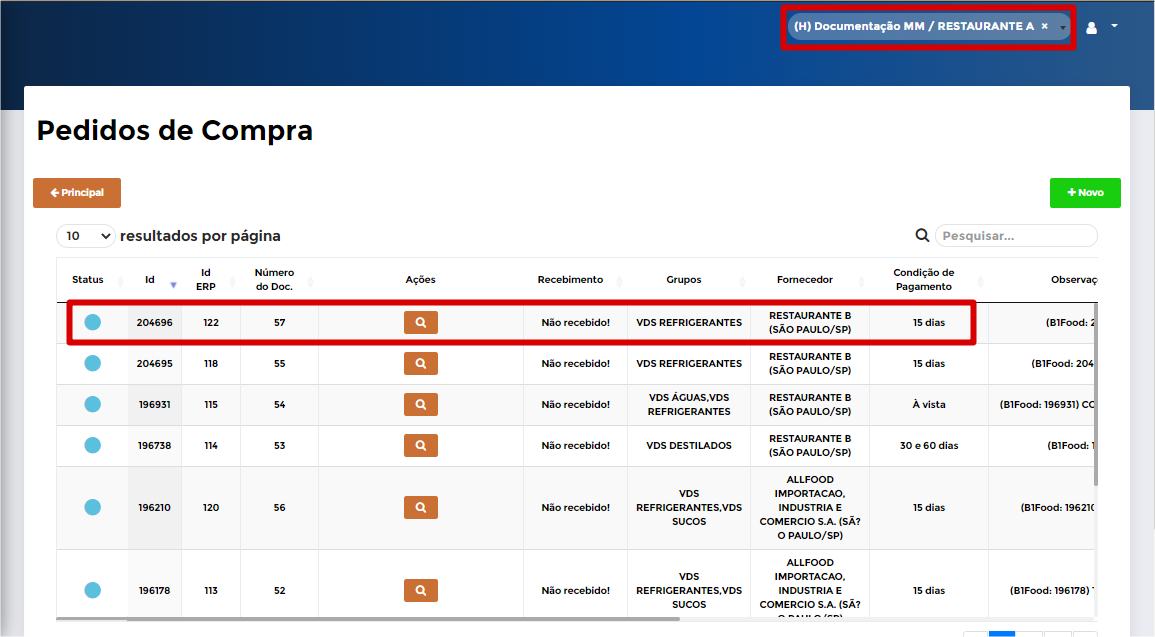 (H) Documentação MM / RESTAURANTE A ×
Pedidos de Compra
Principal
+ Novo
10 resultados por página
Pesquisar...
Status Id Id ERP Número do Doc. Ações Recebimento Grupos Fornecedor Condição de Pagamento Observaç
204696 122 57 Não recebido! VDS REFRIGERANTES RESTAURANTE B (SÃO PAULO/SP) 15 dias (B1Food: 2
204695 118 55 Não recebido! VDS REFRIGERANTES RESTAURANTE B (SÃO PAULO/SP) 15 dias (B1Food: 204
196931 115 54 Não recebido! VDS ÁGUAS,VDS REFRIGERANTES RESTAURANTE B (SÃO PAULO/SP) À vista (B1Food: 196931) CO
196738 114 53 Não recebido! VDS DESTILADOS RESTAURANTE B (SÃO PAULO/SP) 30 e 60 dias (B1Food: 1
196210 120 56 Não recebido! VDS REFRIGERANTES,VDS SUCOS ALLFOOD IMPORTACAO, INDUSTRIA E COMERCIO S.A. (SÃ?O PAULO/SP) 15 dias (B1Food: 196210
196178 113 52 Não recebido! VDS REFRIGERANTES,VDS SUCOS ALLFOOD IMPORTACAO, INDUSTRIA E COMERCIO S.A. (SÃ? 15 dias (B1Food: 196178)